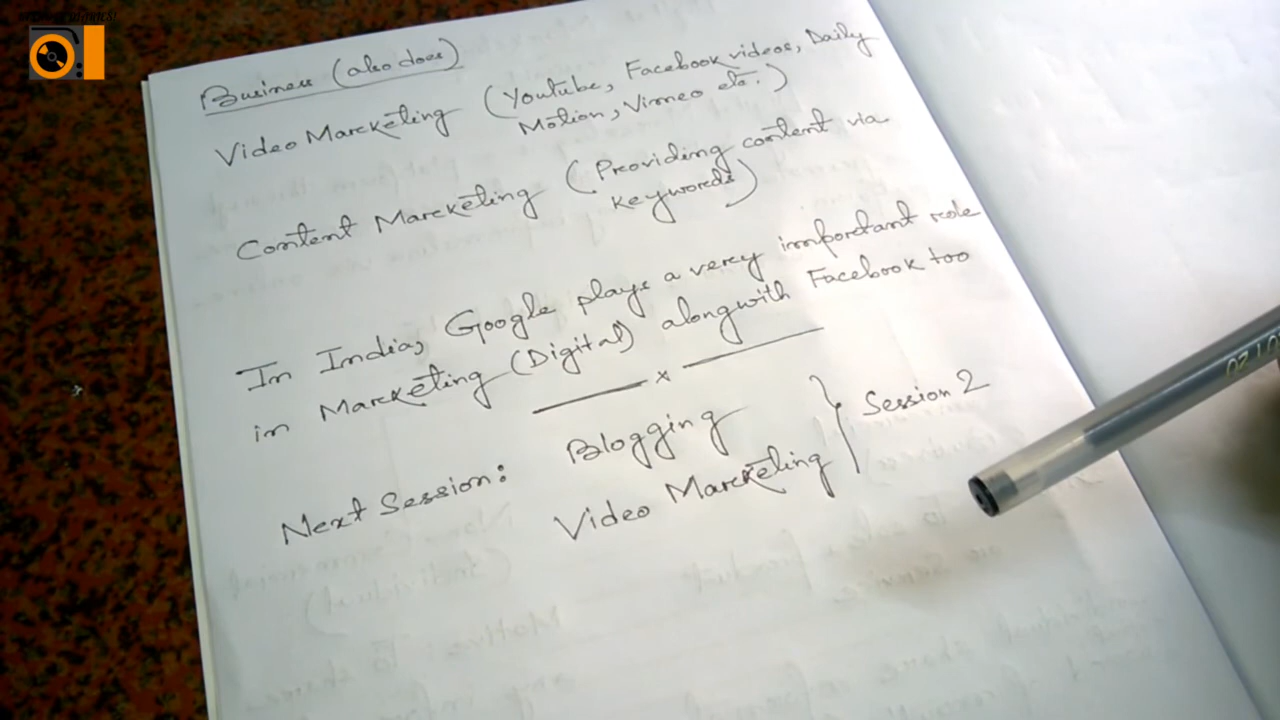 Business (also does)
Video Marketing (Youtube, Facebook videos, Daily
Motion, Vimeo etc.)
Content Marketing (Providing content via
keywords)
In India, Google plays a very important role
in Marketing (Digital) alongwith Facebook too
x
Next Session: Blogging
Video Marketing } Session 2